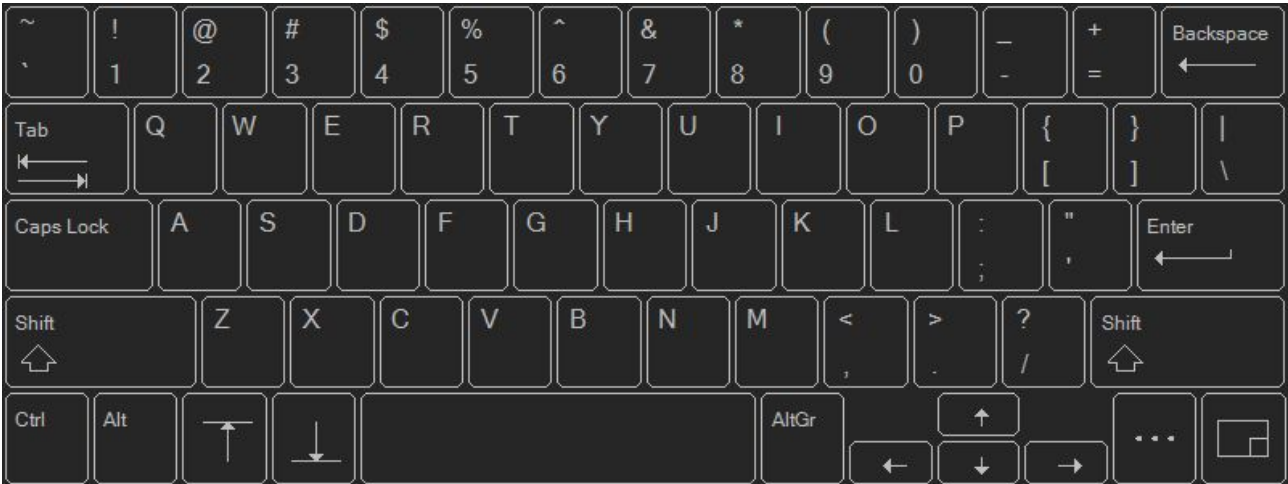 ~ ! @ # $ % ^ & * ( ) _ + Backspace
` 1 2 3 4 5 6 7 8 9 0 - =
Tab Q W E R T Y U I O P { } |
[ ] \
Caps Lock A S D F G H J K L : " Enter
; '
Shift Z X C V B N M < > ? Shift
, . /
Ctrl Alt AltGr ...